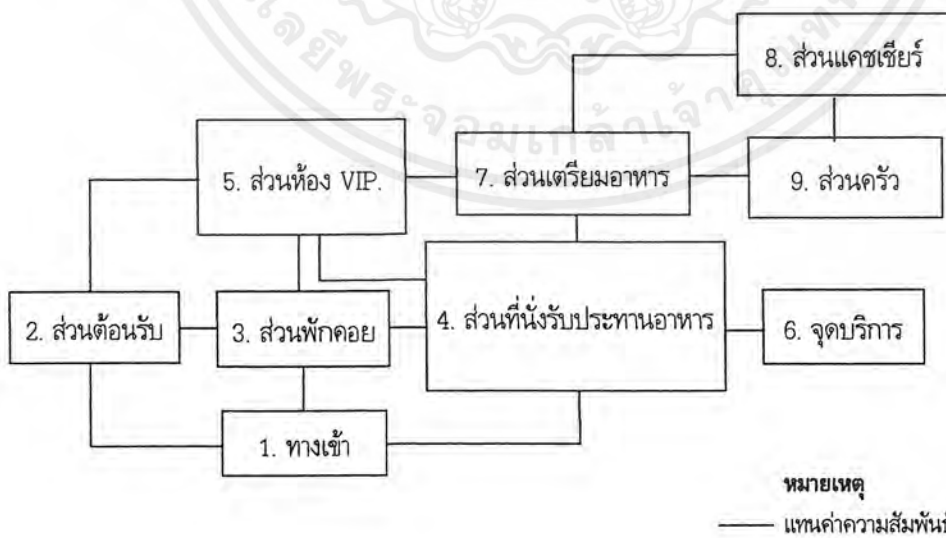 8. ส่วนแคชเชียร์
5. ส่วนห้อง VIP.
7. ส่วนเตรียมอาหาร
9. ส่วนครัว
2. ส่วนต้อนรับ
3. ส่วนพักคอย
4. ส่วนที่นั่งรับประทานอาหาร
6. จุดบริการ
1. ทางเข้า
หมายเหตุ
แทนค่าความสัมพันธ์